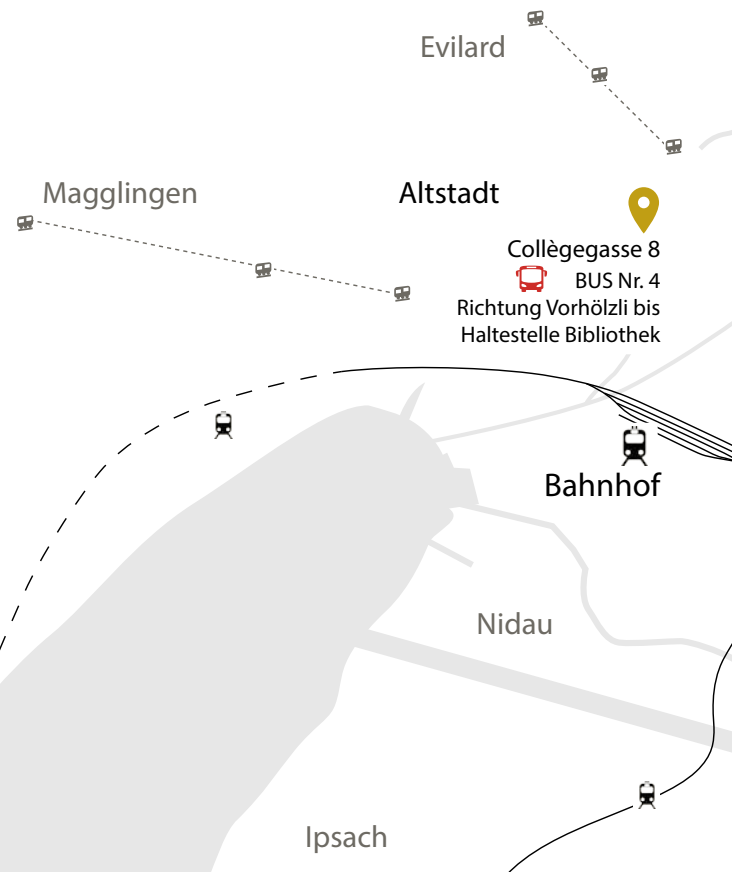 Evilard
Magglingen
Altstadt
Collègegasse 8
BUS Nr. 4
Richtung Vorhölzli bis
Haltestelle Bibliothek
Bahnhof
Nidau
Ipsach